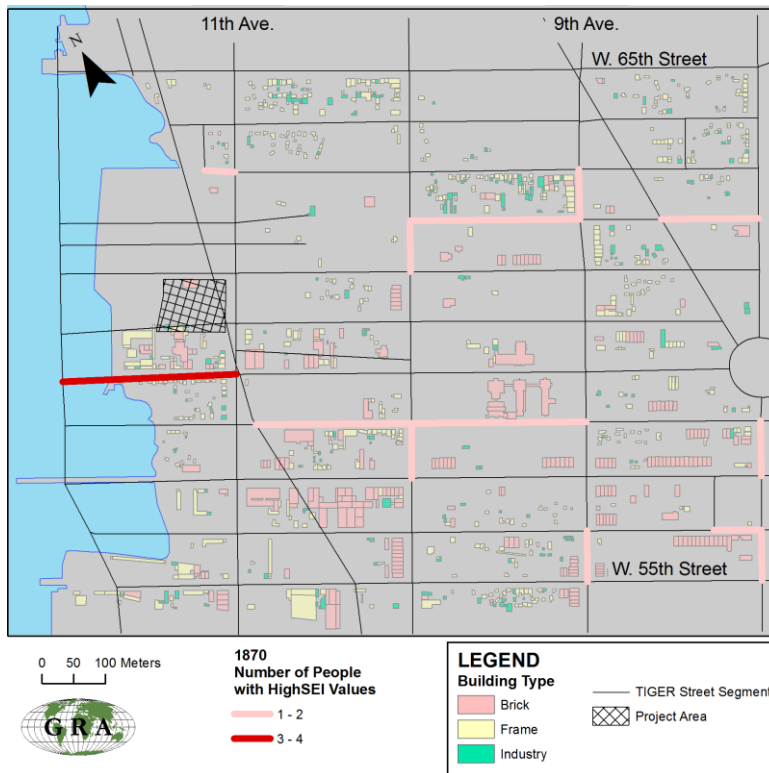 11th Ave.
9th Ave.
N
W. 65th Street
W. 55th Street
0 50 100 Meters
1870
Number of People
with HighSEI Values
1 - 2
3 - 4
GRA
LEGEND
Building Type
Brick
Frame
Industry
TIGER Street Segment
Project Area